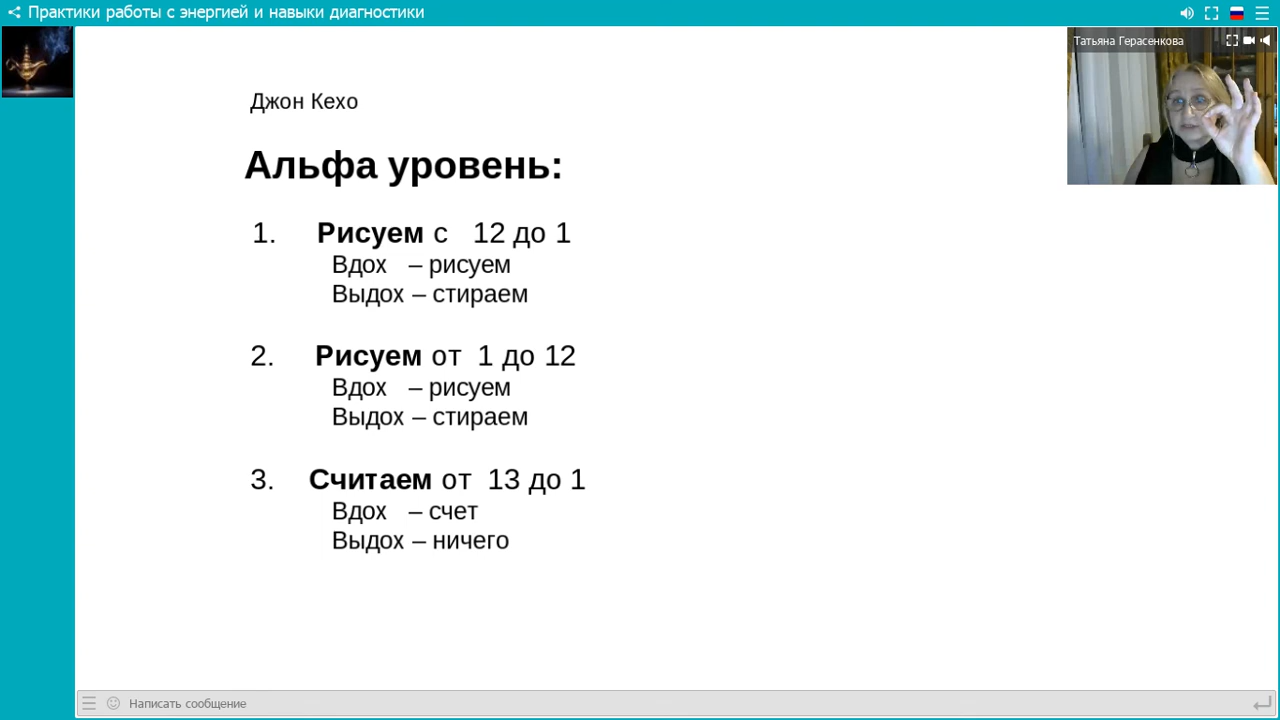 Практики работы с энергией и навыки диагностики
Татьяна Герасенкова
Джон Кехо
Альфа уровень:
1. Рисуем с 12 до 1
Вдох – рисуем
Выдох – стираем
2. Рисуем от 1 до 12
Вдох – рисуем
Выдох – стираем
3. Считаем от 13 до 1
Вдох – счет
Выдох – ничего
Написать сообщение